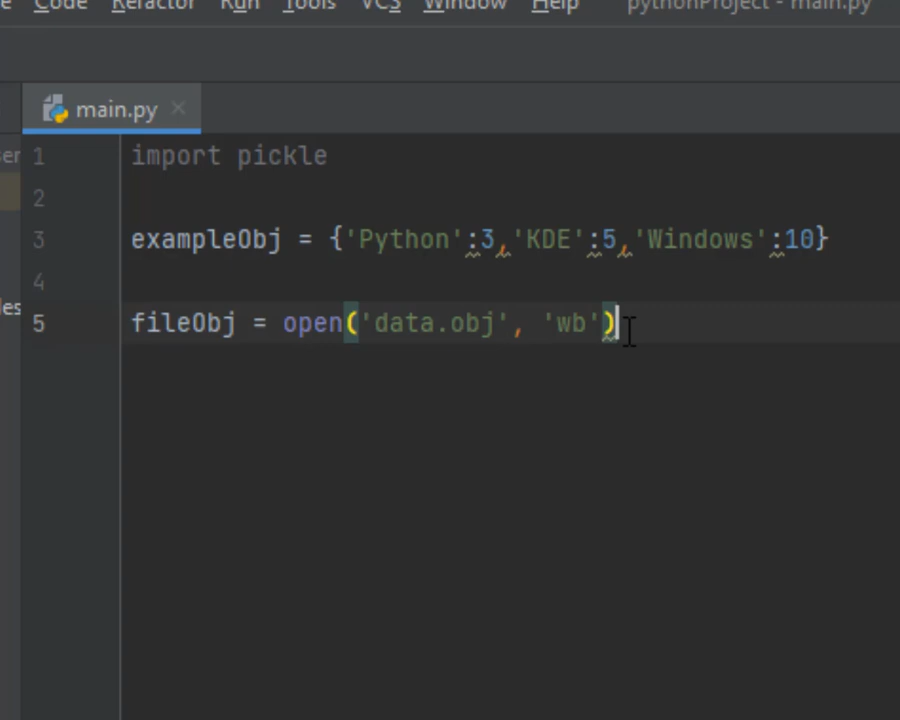 Code Refactor Run Tools VCS Window Help pythonProject - main.py
main.py
1 import pickle
2
3 exampleObj = {'Python':3,'KDE':5,'Windows':10}
4
5 fileObj = open('data.obj', 'wb')